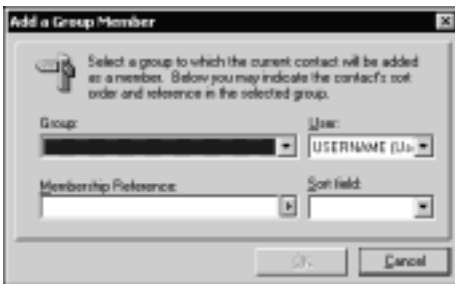 Add a Group Member
Select a group to which the current contact will be added
as a member. Below you may indicate the contact's sort
order and reference in the selected group.
Group: User:
USERNAME (Us
Membership Reference: Sort field:
OK Cancel